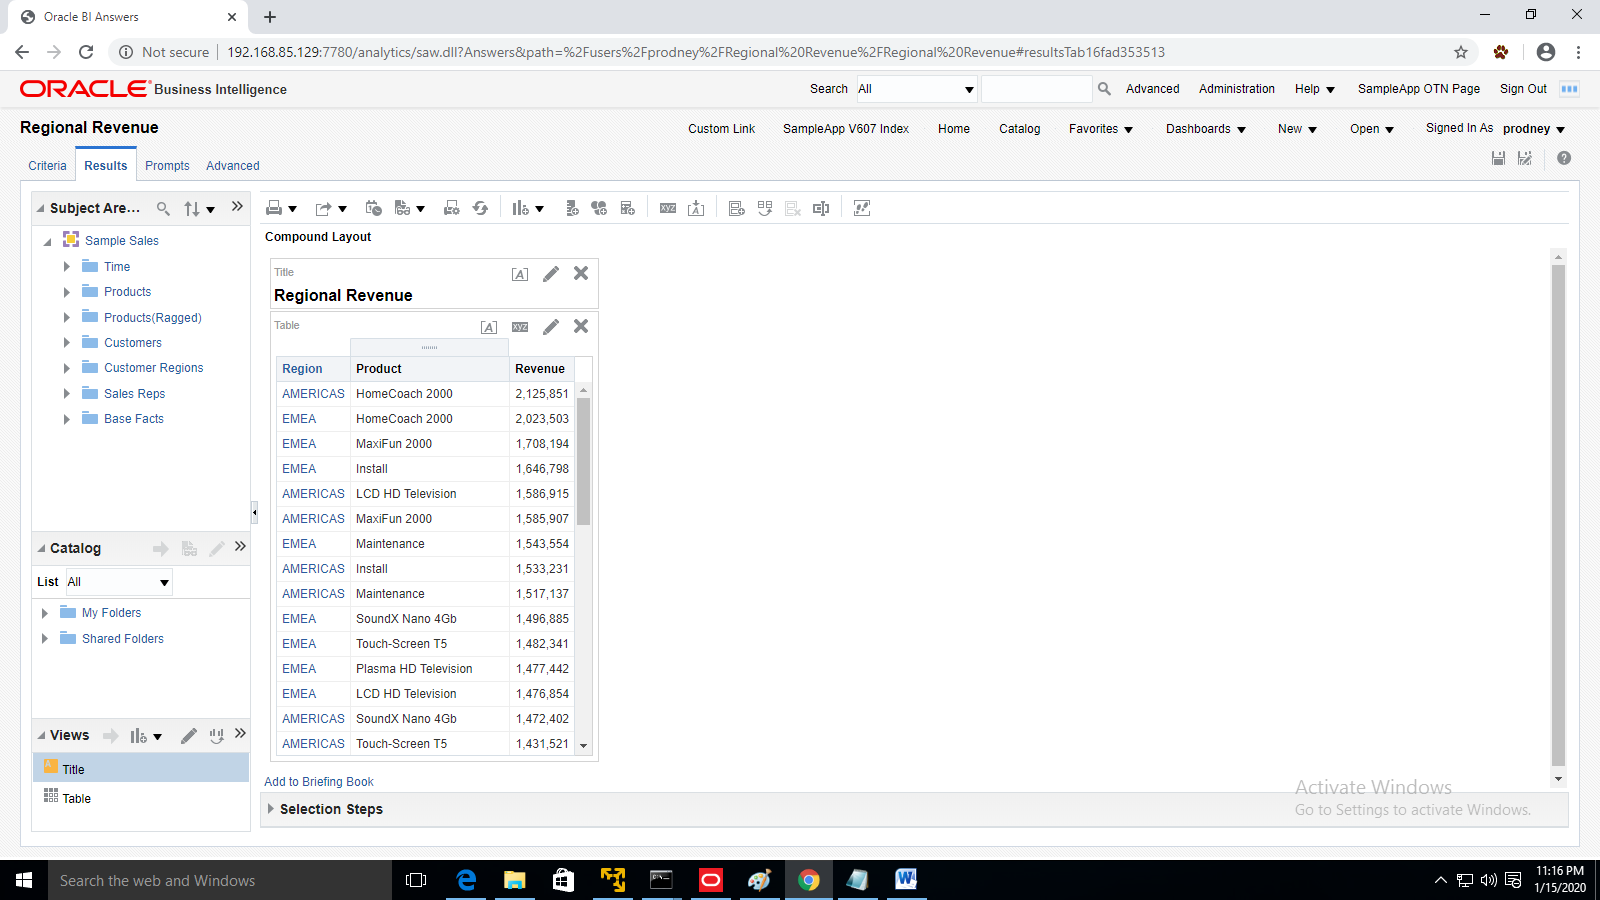 Oracle BI Answers
Not secure | 192.168.85.129:7780/analytics/saw.dll?Answers&path=%2Fusers%2Fprodney%2FRegional%20Revenue%2FRegional%20Revenue#resultsTab16fad353513
ORACLE Business Intelligence
Search All Advanced Administration Help SampleApp OTN Page Sign Out
Regional Revenue
Custom Link SampleApp V607 Index Home Catalog Favorites Dashboards New Open Signed In As prodney
Criteria Results Prompts Advanced
Subject Are...
Sample Sales
Time
Products
Products(Ragged)
Customers
Customer Regions
Sales Reps
Base Facts
Catalog
List All
My Folders
Shared Folders
Views
Title
Table
Compound Layout
Title
Regional Revenue
Table
xyz
Region Product Revenue
AMERICAS HomeCoach 2000 2,125,851
EMEA HomeCoach 2000 2,023,503
EMEA MaxiFun 2000 1,708,194
EMEA Install 1,646,798
AMERICAS LCD HD Television 1,586,915
AMERICAS MaxiFun 2000 1,585,907
EMEA Maintenance 1,543,554
AMERICAS Install 1,533,231
AMERICAS Maintenance 1,517,137
EMEA SoundX Nano 4Gb 1,496,885
EMEA Touch-Screen T5 1,482,341
EMEA Plasma HD Television 1,477,442
EMEA LCD HD Television 1,476,854
AMERICAS SoundX Nano 4Gb 1,472,402
AMERICAS Touch-Screen T5 1,431,521
Add to Briefing Book
Selection Steps
Activate Windows
Go to Settings to activate Windows.
Search the web and Windows
11:16 PM
1/15/2020